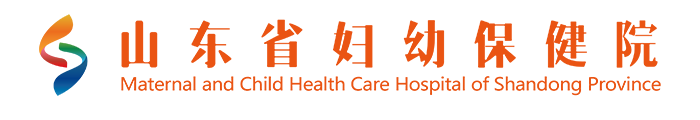 山东省妇幼保健院
Maternal and Child Health Care Hospital of Shandong Province